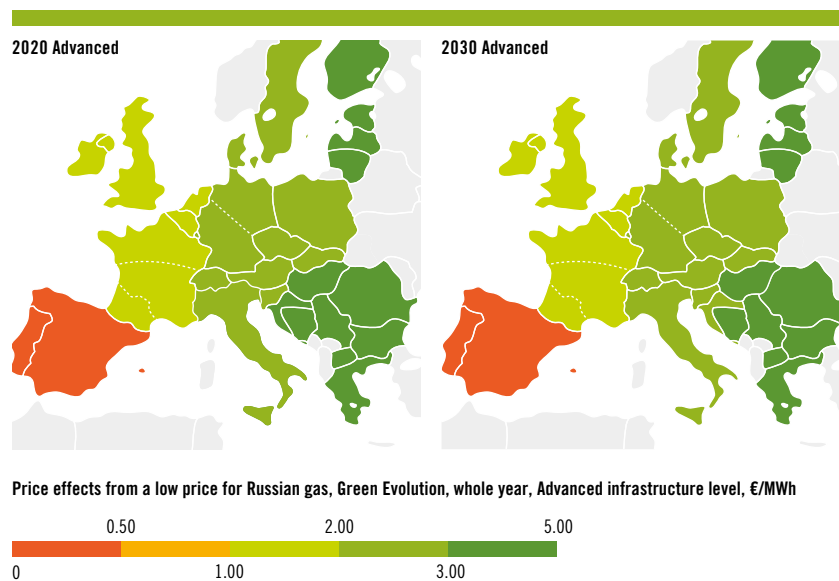 2020 Advanced
2030 Advanced
Price effects from a low price for Russian gas, Green Evolution, whole year, Advanced infrastructure level, €/MWh
0.50 2.00 5.00
0 1.00 3.00